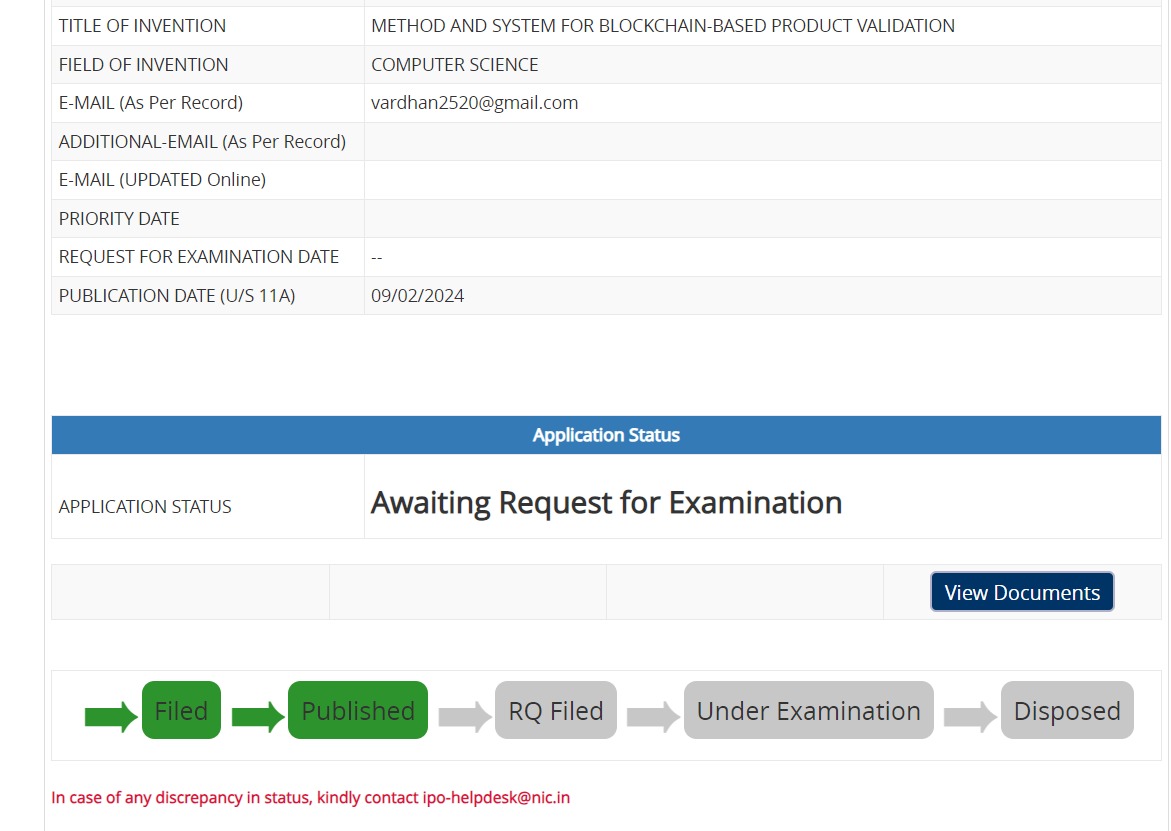 TITLE OF INVENTION METHOD AND SYSTEM FOR BLOCKCHAIN-BASED PRODUCT VALIDATION
FIELD OF INVENTION COMPUTER SCIENCE
E-MAIL (As Per Record) vardhan2520@gmail.com
ADDITIONAL-EMAIL (As Per Record)
E-MAIL (UPDATED Online)
PRIORITY DATE
REQUEST FOR EXAMINATION DATE --
PUBLICATION DATE (U/S 11A) 09/02/2024
Application Status
APPLICATION STATUS Awaiting Request for Examination
View Documents
Filed Published RQ Filed Under Examination Disposed
In case of any discrepancy in status, kindly contact ipo-helpdesk@nic.in